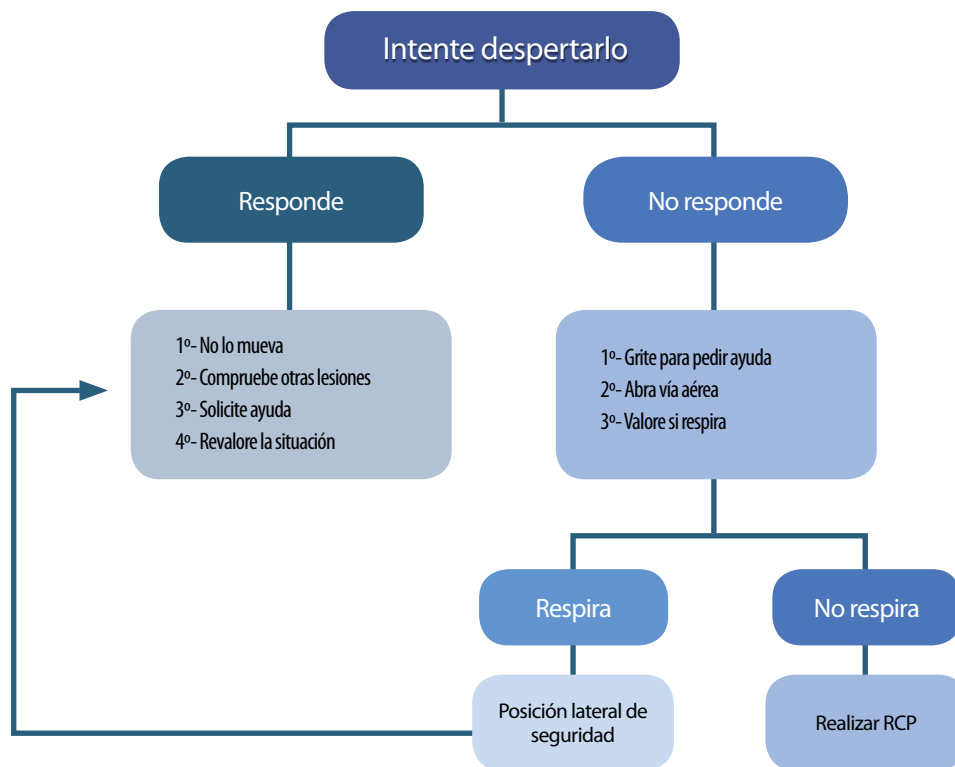 Intente despertarlo
Responde
No responde
1º- No lo mueva
2º- Compruebe otras lesiones
3º- Solicite ayuda
4º- Revalore la situación
1º- Grite para pedir ayuda
2º- Abra vía aérea
3º- Valore si respira
Respira
No respira
Posición lateral de
seguridad
Realizar RCP